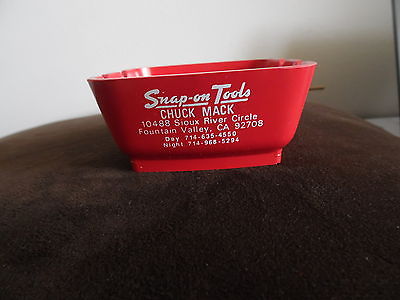 Snap-on Tools
CHUCK MACK
10488 Sioux River Circle
Fountain Valley, CA 92708
Day 714-635-4550
Night 714-968-5294